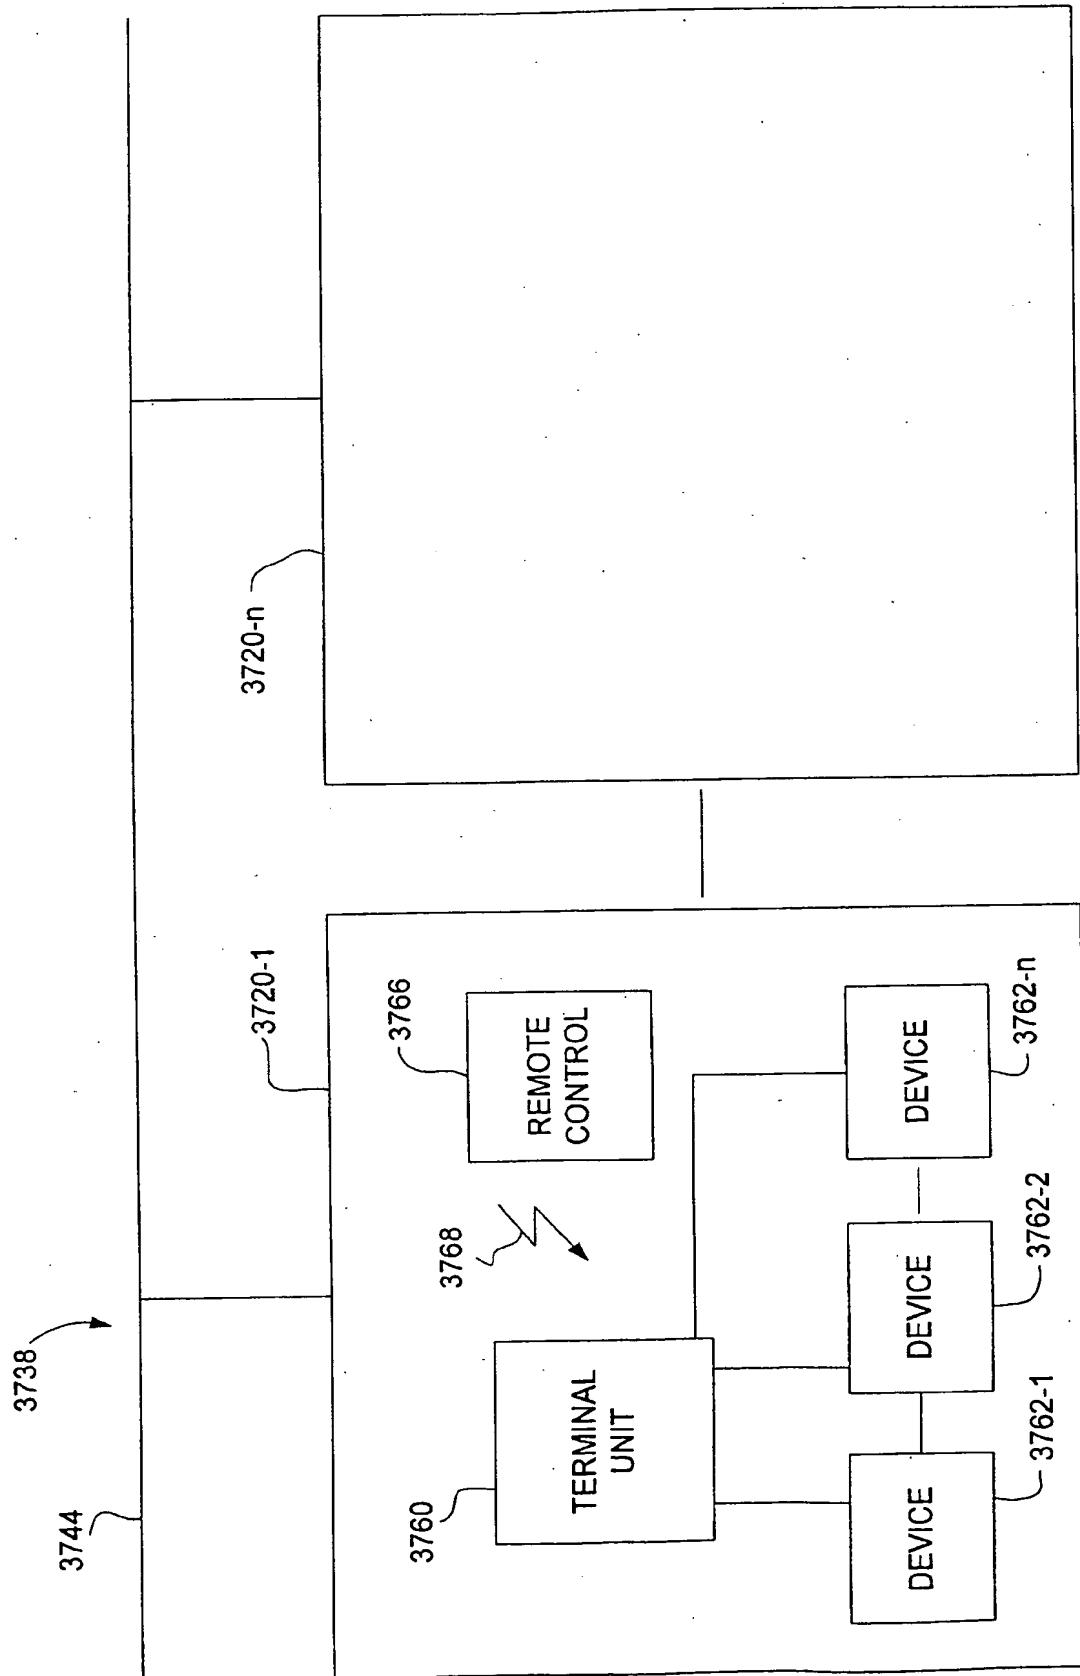 3738
3744
3720-1
3720-n
3760
TERMINAL
UNIT
3768
3766
REMOTE
CONTROL
DEVICE
3762-1
DEVICE
3762-2
DEVICE
3762-n